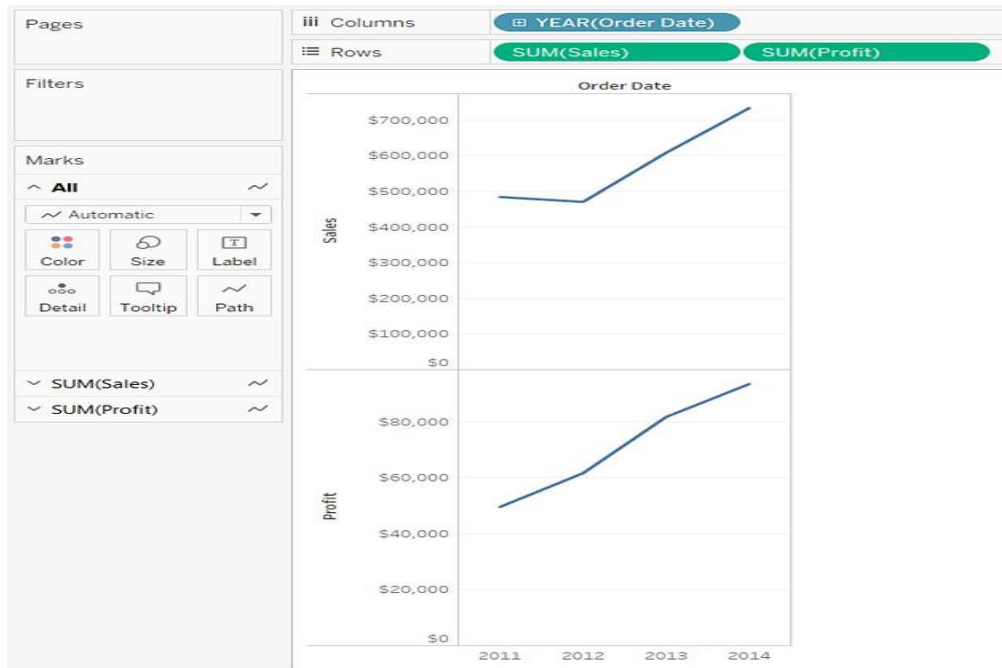 Pages
iii Columns
YEAR(Order Date)
Rows
SUM(Sales)
SUM(Profit)
Filters
Marks
All
Automatic
Color
Size
Label
Detail
Tooltip
Path
SUM(Sales)
SUM(Profit)
Order Date
$700,000
$600,000
$500,000
$400,000
$300,000
$200,000
$100,000
$0
Sales
$80,000
$60,000
$40,000
$20,000
$0
Profit
2011 2012 2013 2014